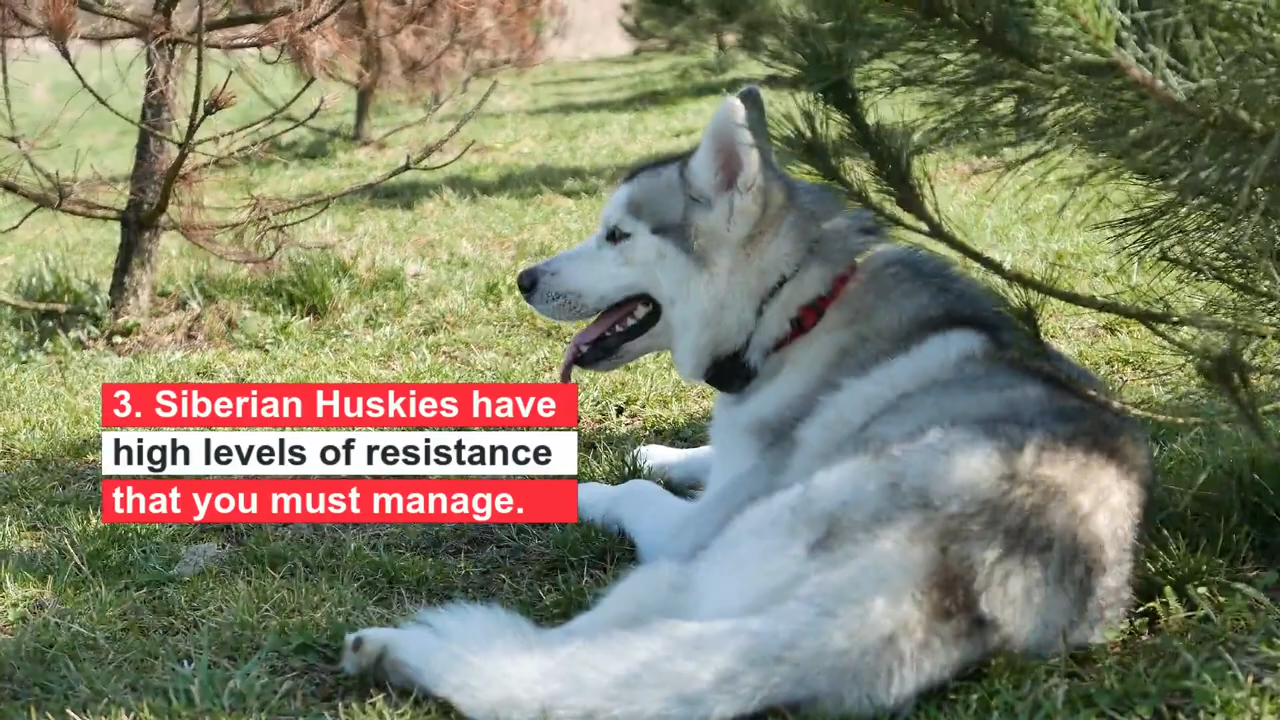 3. Siberian Huskies have
high levels of resistance
that you must manage.